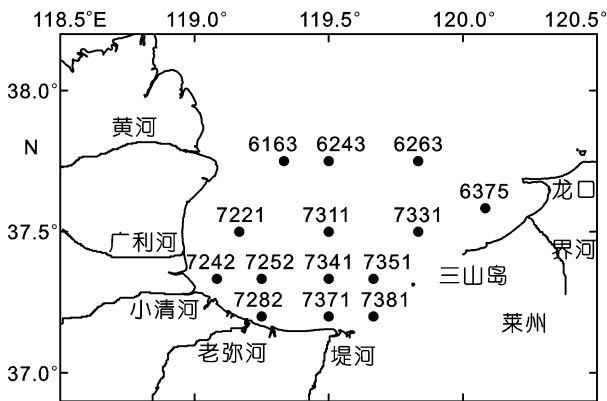 118.5°E 119.0° 119.5° 120.0° 120.5°
38.0°
黄河
N
6163 6243 6263
6375
龙口
7221 7311 7331
37.5°
广利河
界河
7242 7252 7341 7351
三山岛
7282 7371 7381
小清河
莱州
老弥河
堤河
37.0°